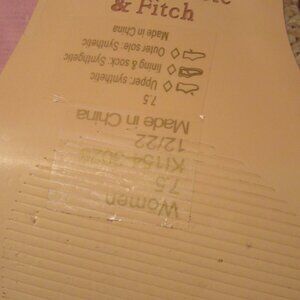 & Fitch
Women
7.5
12/22
Made in China
7.5
Upper: synthetic
lining & sock: Synthgetic
Outer sole: Synthetic
Made in China